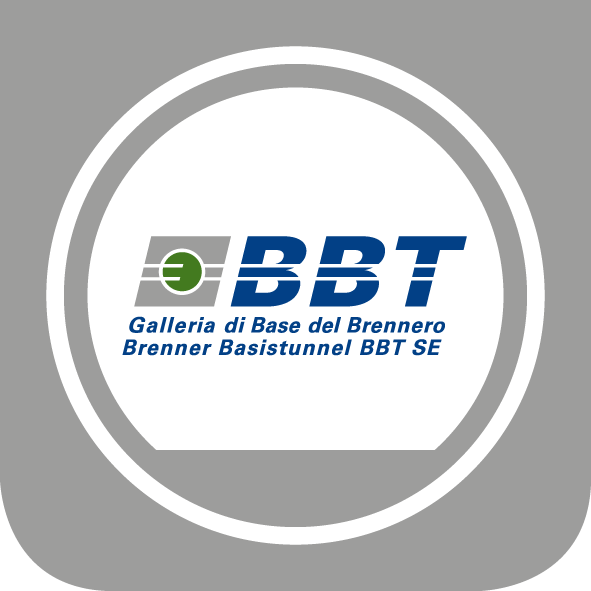 BBT
Galleria di Base del Brennero
Brenner Basistunnel BBT SE